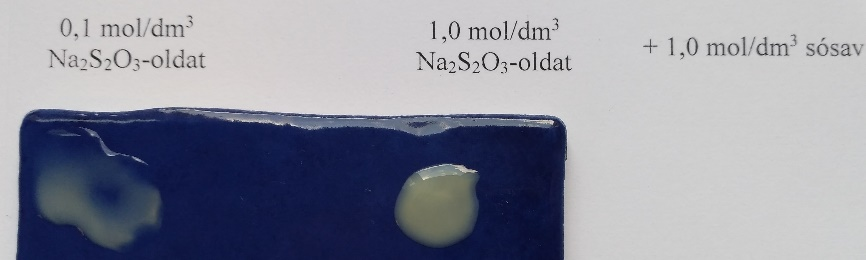 0,1 mol/dm³
Na₂S₂O₃-oldat
1,0 mol/dm³
Na₂S₂O₃-oldat
+ 1,0 mol/dm³ sósav